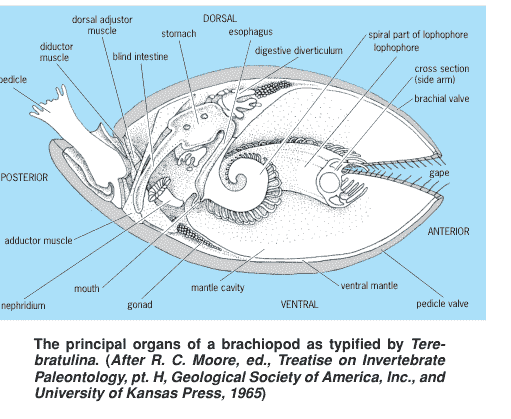 DORSAL
dorsal adjustor
muscle
stomach
esophagus
spiral part of lophophore
lophophore
diductor
muscle
blind intestine
digestive diverticulum
cross section
(side arm)
brachial valve
pedicle
gape
POSTERIOR
ANTERIOR
adductor muscle
mouth
mantle cavity
ventral mantle
nephridium
gonad
VENTRAL
pedicle valve
The principal organs of a brachiopod as typified by Tere-
bratulina. (After R. C. Moore, ed., Treatise on Invertebrate
Paleontology, pt. H, Geological Society of America, Inc., and
University of Kansas Press, 1965)